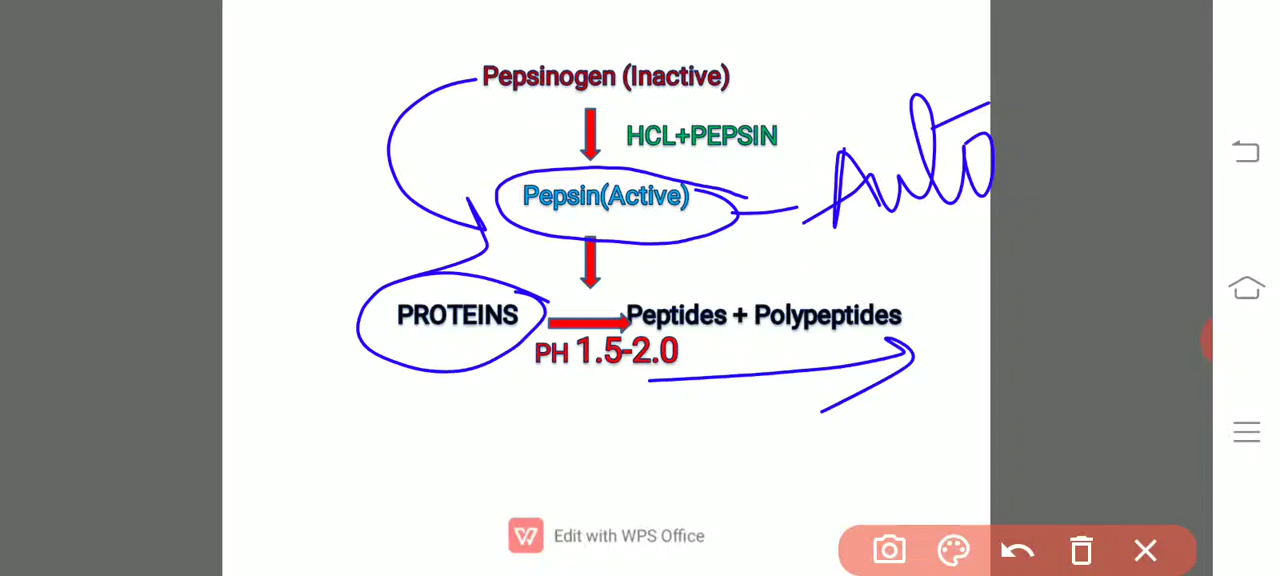 Pepsinogen (Inactive)
HCL+PEPSIN
Pepsin(Active)
Auto
PROTEINS
Peptides + Polypeptides
PH 1.5-2.0
Edit with WPS Office